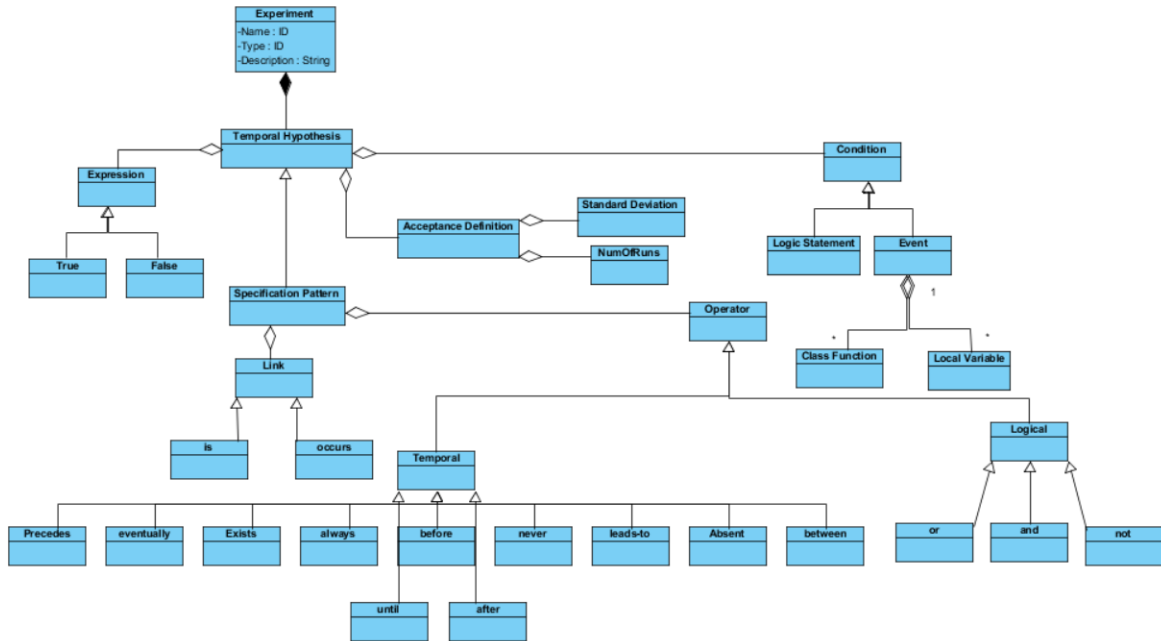 Experiment
-Name : ID
-Type : ID
-Description : String
Temporal Hypothesis
Condition
Expression
Standard Deviation
Acceptance Definition
Logic Statement
Event
NumOfRuns
True
False
Specification Pattern
1
Operator
*
*
Class Function
Local Variable
Link
is
occurs
Logical
Temporal
Precedes
eventually
Exists
always
before
never
leads-to
Absent
between
or
and
not
until
after